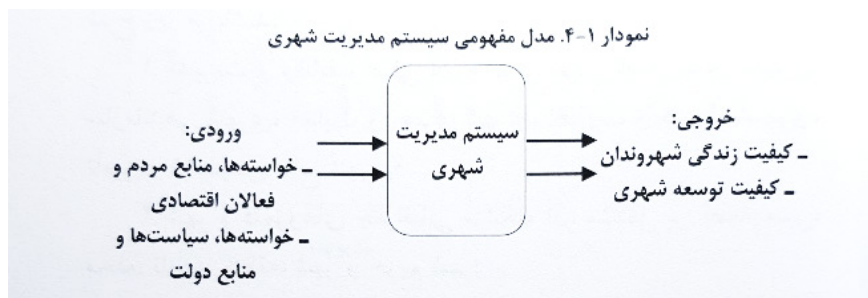 نمودار ۱-۴. مدل مفهومی سیستم مدیریت شهری
ورودی:
ـ خواسته‌ها، منابع مردم و
فعالان اقتصادی
ـ خواسته‌ها، سیاست‌ها و
منابع دولت
سیستم مدیریت
شهری
خروجی:
ـ کیفیت زندگی شهروندان
ـ کیفیت توسعه شهری